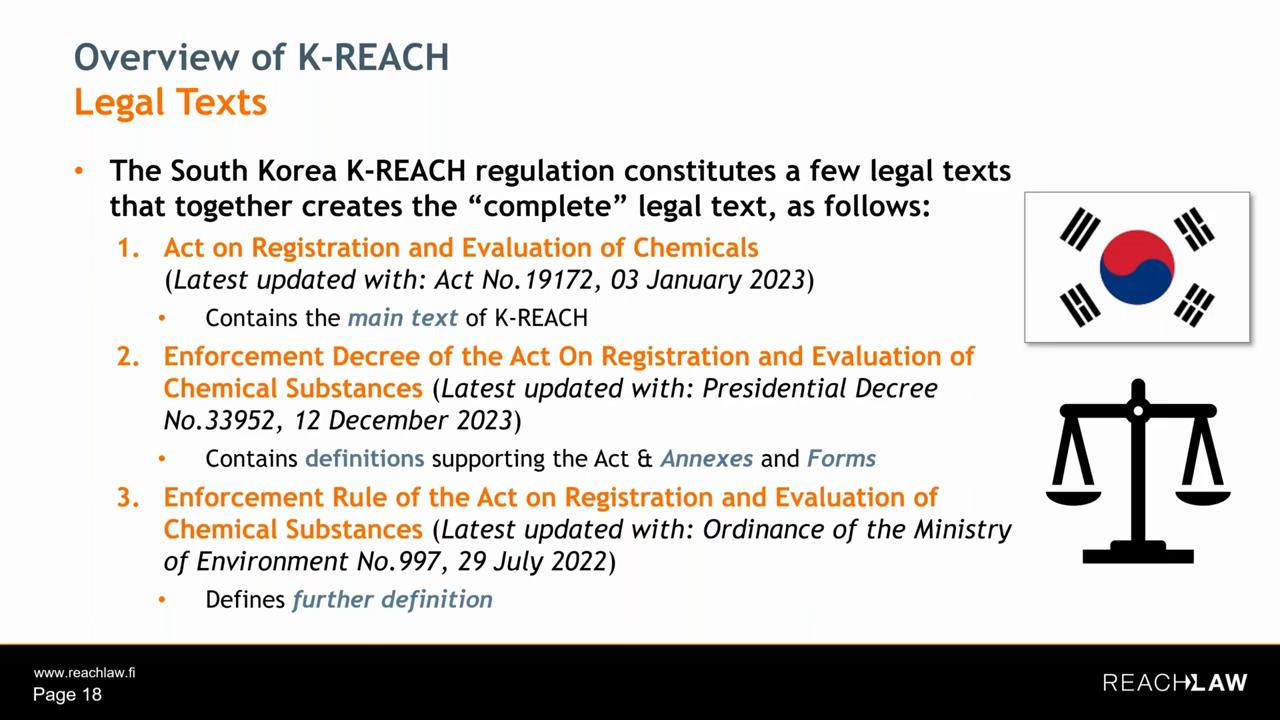 Overview of K-REACH
Legal Texts
• The South Korea K-REACH regulation constitutes a few legal texts
that together creates the “complete” legal text, as follows:
1. Act on Registration and Evaluation of Chemicals
(Latest updated with: Act No.19172, 03 January 2023)
• Contains the main text of K-REACH
2. Enforcement Decree of the Act On Registration and Evaluation of
Chemical Substances (Latest updated with: Presidential Decree
No.33952, 12 December 2023)
• Contains definitions supporting the Act & Annexes and Forms
3. Enforcement Rule of the Act on Registration and Evaluation of
Chemical Substances (Latest updated with: Ordinance of the Ministry
of Environment No.997, 29 July 2022)
• Defines further definition
www.reachlaw.fi
Page 18
REACHLAW